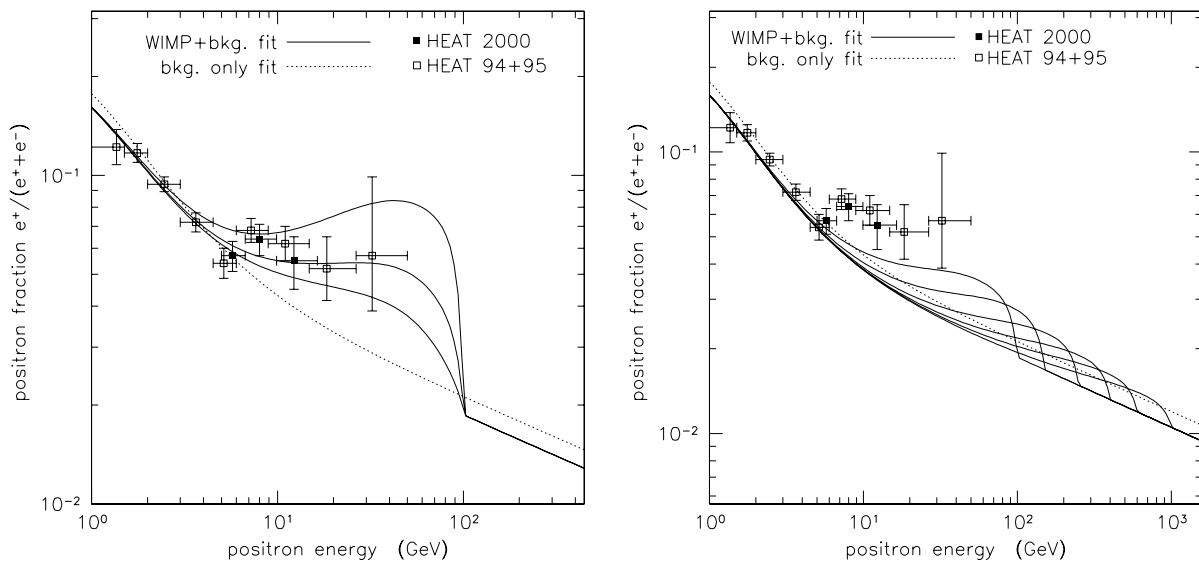 WIMP+bkg. fit
bkg. only fit
HEAT 2000
HEAT 94+95
positron fraction e⁺/(e⁺+e⁻)
10⁻¹
10⁻²
10⁰
10¹
10²
positron energy (GeV)
WIMP+bkg. fit
bkg. only fit
HEAT 2000
HEAT 94+95
positron fraction e⁺/(e⁺+e⁻)
10⁻¹
10⁻²
10⁰
10¹
10²
10³
positron energy (GeV)